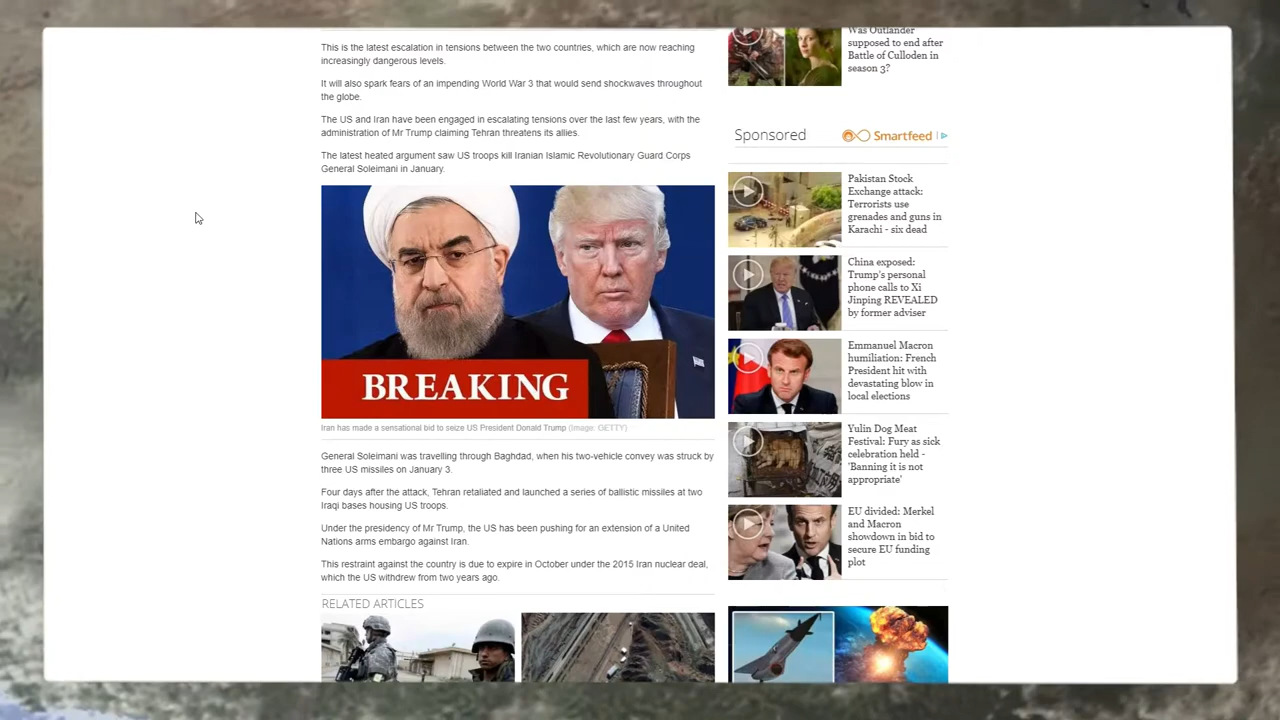 This is the latest escalation in tensions between the two countries, which are now reaching
increasingly dangerous levels.
It will also spark fears of an impending World War 3 that would send shockwaves throughout
the globe.
The US and Iran have been engaged in escalating tensions over the last few years, with the
administration of Mr Trump claiming Tehran threatens its allies.
The latest heated argument saw US troops kill Iranian Islamic Revolutionary Guard Corps
General Soleimani in January.
BREAKING
Iran has made a sensational bid to seize US President Donald Trump (Image: GETTY)
General Soleimani was travelling through Baghdad, when his two-vehicle convey was struck by
three US missiles on January 3.
Four days after the attack, Tehran retaliated and launched a series of ballistic missiles at two
Iraqi bases housing US troops.
Under the presidency of Mr Trump, the US has been pushing for an extension of a United
Nations arms embargo against Iran.
This restraint against the country is due to expire in October under the 2015 Iran nuclear deal,
which the US withdrew from two years ago.
RELATED ARTICLES
Was Outlander
supposed to end after
Battle of Culloden in
season 3?
Sponsored
Smartfeed
Pakistan Stock
Exchange attack:
Terrorists use
grenades and guns in
Karachi - six dead
China exposed:
Trump's personal
phone calls to Xi
Jinping REVEALED
by former adviser
Emmanuel Macron
humiliation: French
President hit with
devastating blow in
local elections
Yulin Dog Meat
Festival: Fury as sick
celebration held -
'Banning it is not
appropriate'
EU divided: Merkel
and Macron
showdown in bid to
secure EU funding
plot